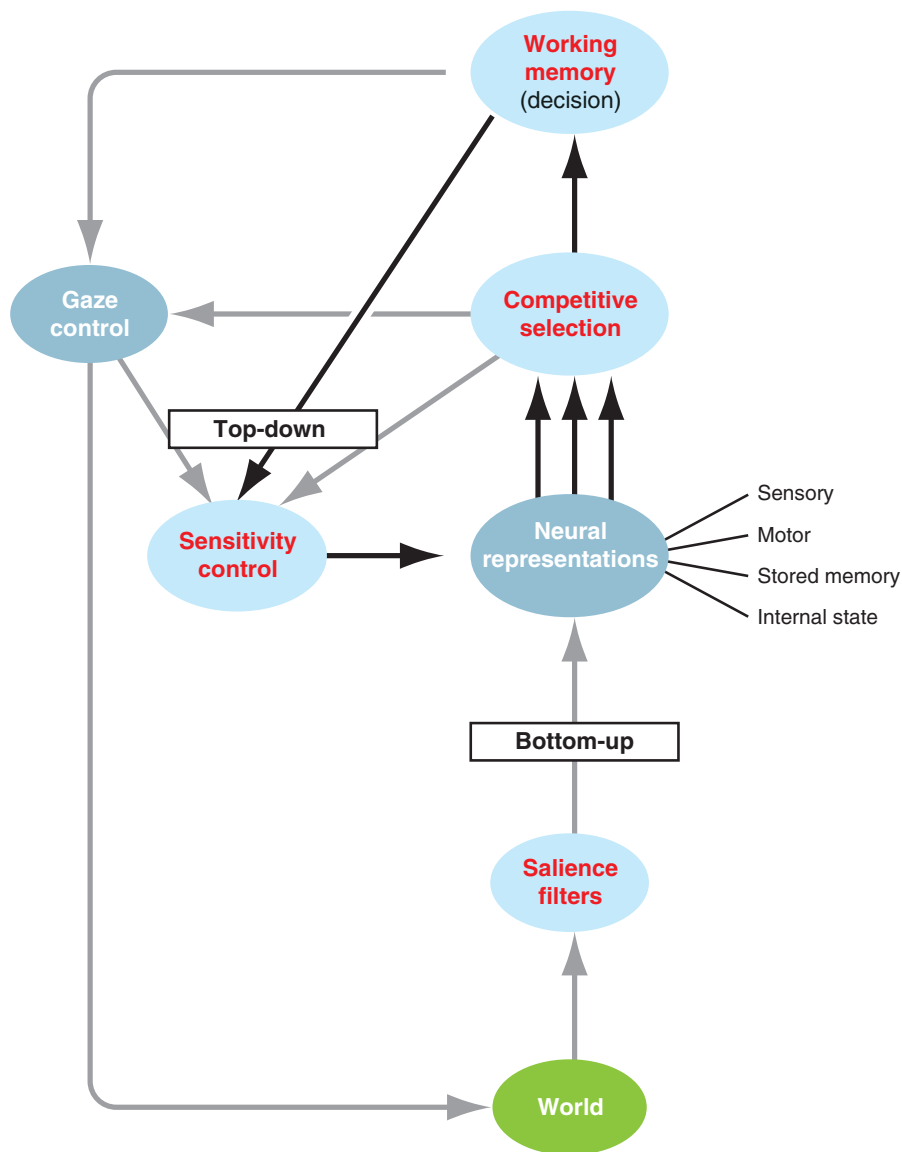 Working
memory
(decision)
Gaze
control
Competitive
selection
Top-down
Sensitivity
control
Neural
representations
Sensory
Motor
Stored memory
Internal state
Bottom-up
Salience
filters
World